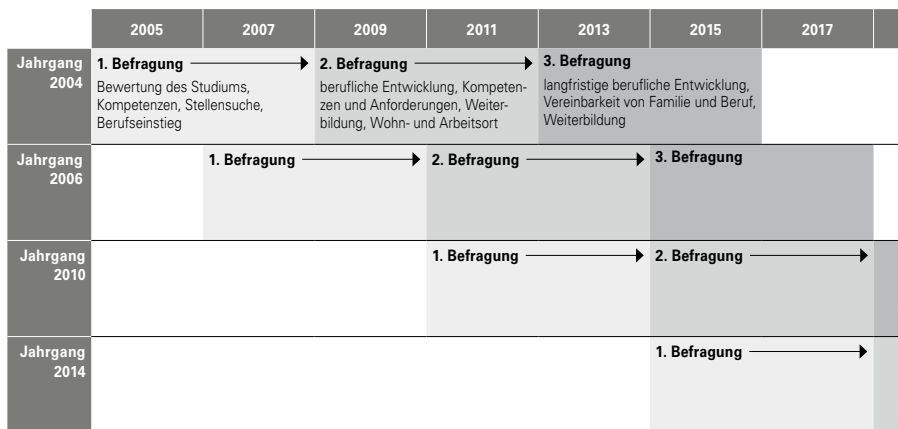 2005 2007 2009 2011 2013 2015 2017
Jahrgang
2004
1. Befragung
Bewertung des Studiums,
Kompetenzen, Stellensuche,
Berufseinstieg
2. Befragung
berufliche Entwicklung, Kompeten-
zen und Anforderungen, Weiter-
bildung, Wohn- und Arbeitsort
3. Befragung
langfristige berufliche Entwicklung,
Vereinbarkeit von Familie und Beruf,
Weiterbildung
Jahrgang
2006
1. Befragung 2. Befragung 3. Befragung
Jahrgang
2010
1. Befragung 2. Befragung
Jahrgang
2014
1. Befragung